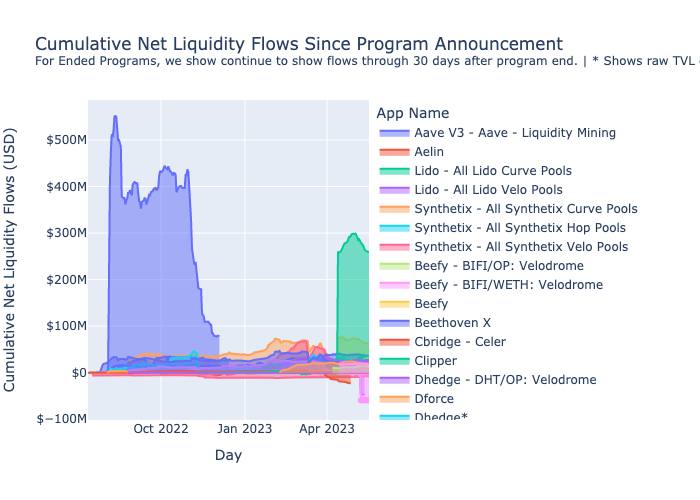 Cumulative Net Liquidity Flows Since Program Announcement
For Ended Programs, we show continue to show flows through 30 days after program end. | * Shows raw TVL
App Name
Aave V3 - Aave - Liquidity Mining
Aelin
Lido - All Lido Curve Pools
Lido - All Lido Velo Pools
Synthetix - All Synthetix Curve Pools
Synthetix - All Synthetix Hop Pools
Synthetix - All Synthetix Velo Pools
Beefy - BIFI/OP: Velodrome
Beefy - BIFI/WETH: Velodrome
Beefy
Beethoven X
Cbridge - Celer
Clipper
Dhedge - DHT/OP: Velodrome
Dforce
Dhedge*
Cumulative Net Liquidity Flows (USD)
$500M
$400M
$300M
$200M
$100M
$0
$−100M
Oct 2022
Jan 2023
Apr 2023
Day